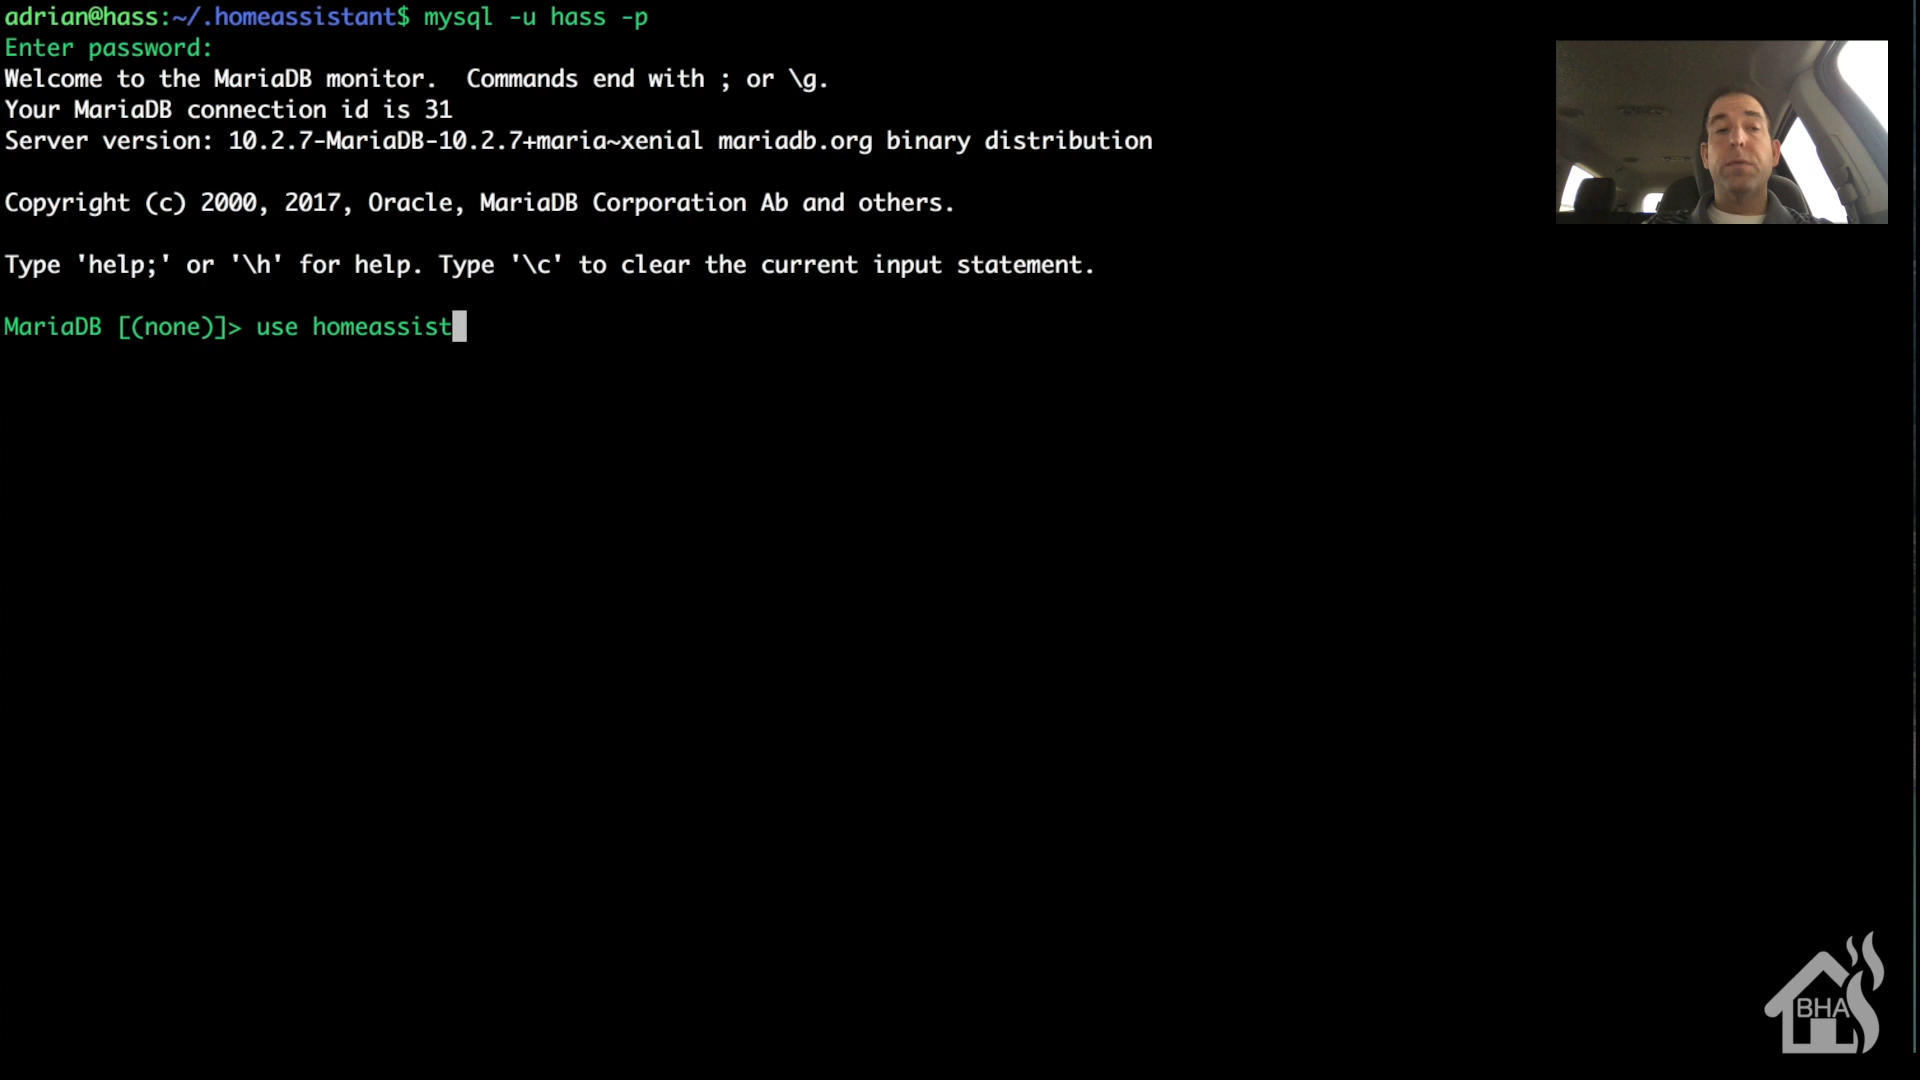 adrian@hass:~/.homeassistant$ mysql -u hass -p
Enter password:
Welcome to the MariaDB monitor.  Commands end with ; or \g.
Your MariaDB connection id is 31
Server version: 10.2.7-MariaDB-10.2.7+maria~xenial mariadb.org binary distribution
Copyright (c) 2000, 2017, Oracle, MariaDB Corporation Ab and others.
Type 'help;' or '\h' for help. Type '\c' to clear the current input statement.
MariaDB [(none)]> use homeassist
BHA